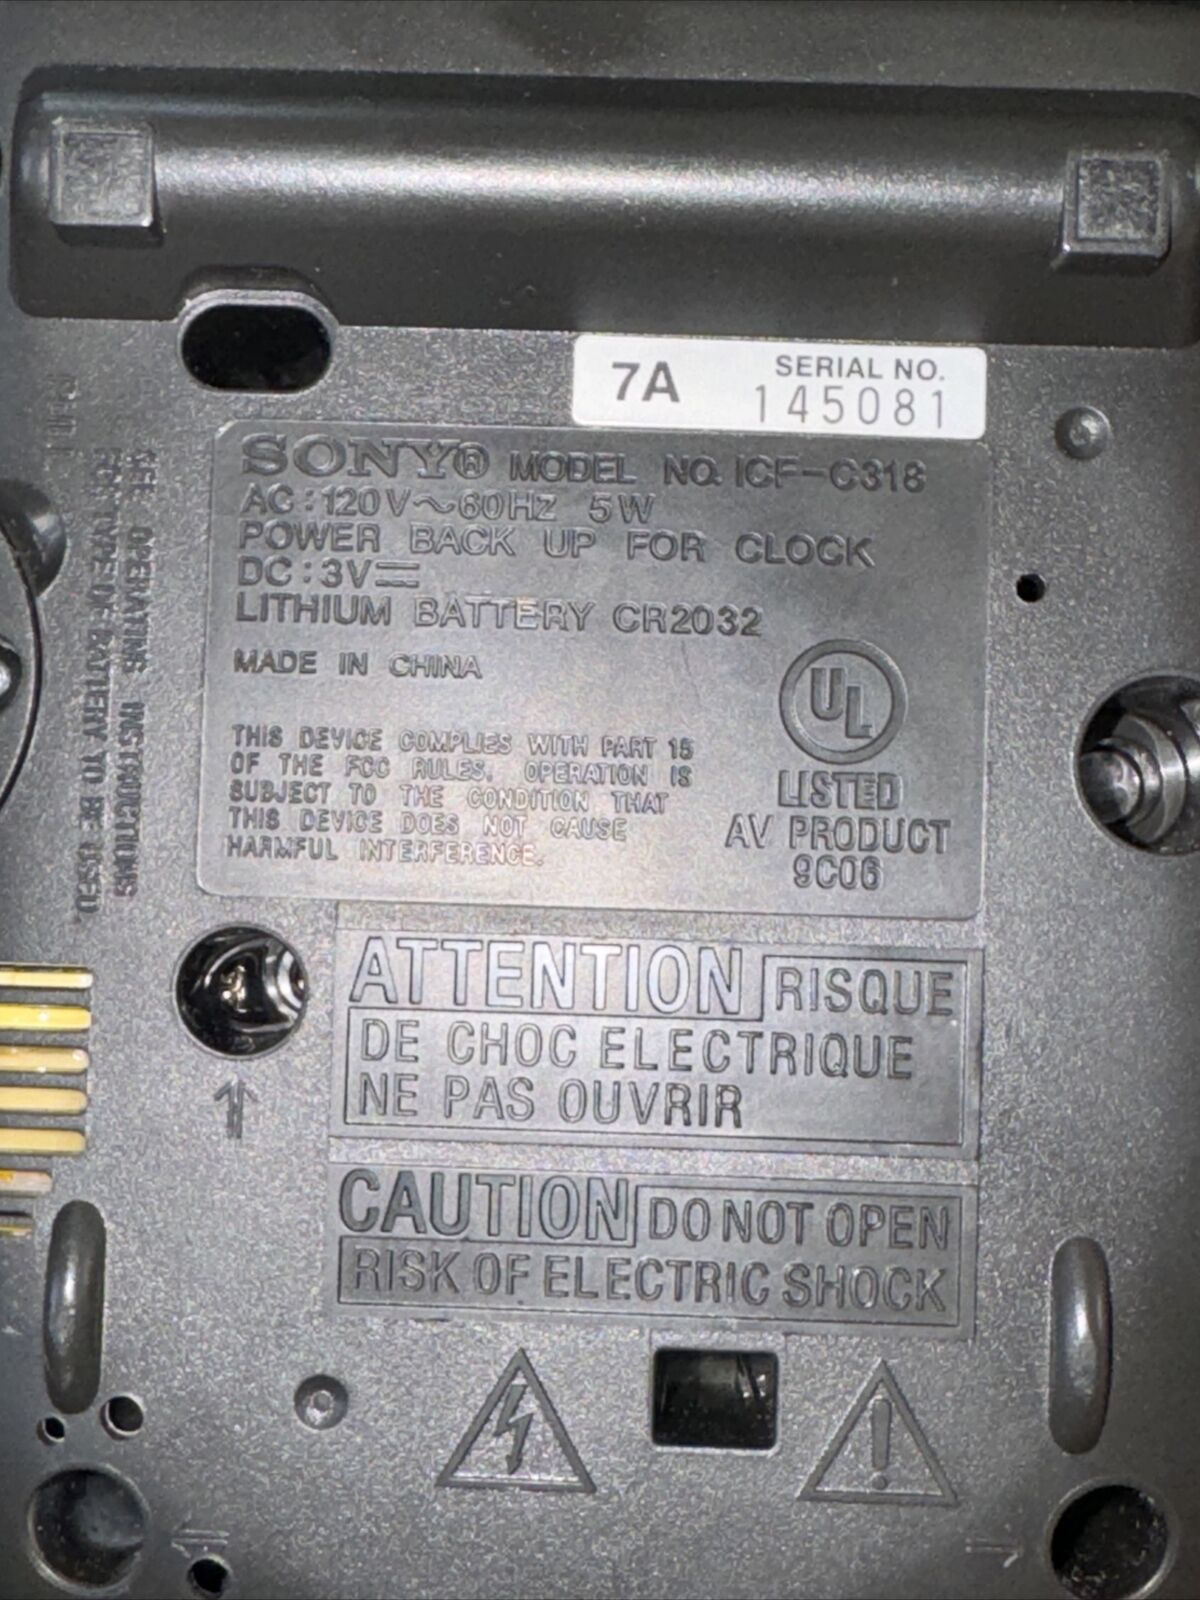 7A
SERIAL NO.
145081
SONY® MODEL NO. ICF-C318
AC:120V~60Hz 5W
POWER BACK UP FOR CLOCK
DC:3V
LITHIUM BATTERY CR2032
MADE IN CHINA
THIS DEVICE COMPLIES WITH PART 15
OF THE FCC RULES. OPERATION IS
SUBJECT TO THE CONDITION THAT
THIS DEVICE DOES NOT CAUSE
HARMFUL INTERFERENCE.
UL
LISTED
AV PRODUCT
9C06
SEE OPERATING INSTRUCTIONS
FOR TYPE OF BATTERY TO BE USED.
ATTENTION RISQUE
DE CHOC ELECTRIQUE
NE PAS OUVRIR
CAUTION DO NOT OPEN
RISK OF ELECTRIC SHOCK